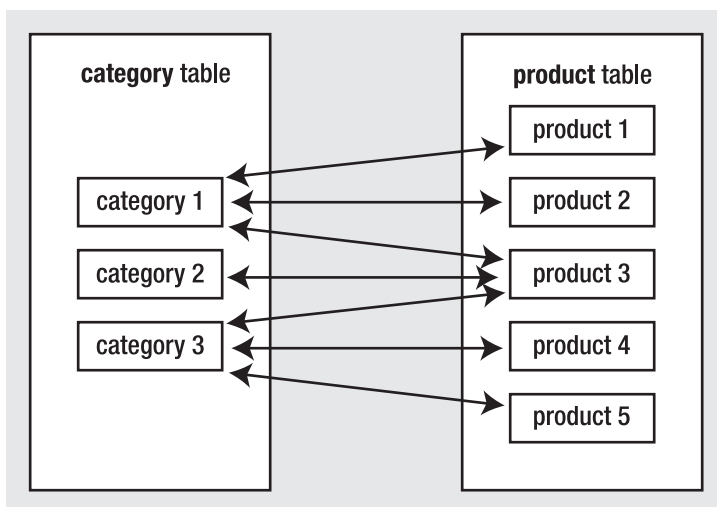 category table
category 1
category 2
category 3
product table
product 1
product 2
product 3
product 4
product 5